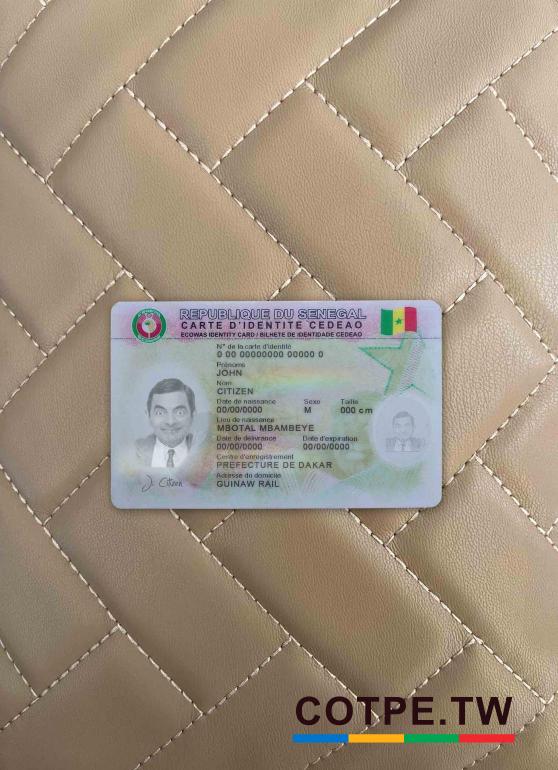 REPUBLIQUE DU SENEGAL
CARTE D'IDENTITE CEDEAO
ECOWAS IDENTITY CARD / BILHETE DE IDENTIDADE CEDEAO
N° de la carte d'identité
0 00 00000000 00000 0
Prénoms
JOHN
Nom
CITIZEN
Date de naissance Sexe Taille
00/00/0000 M 000 cm
Lieu de naissance
MBOTAL MBAMBEYE
Date de délivrance Date d'expiration
00/00/0000 00/00/0000
Centre d'enregistrement
PREFECTURE DE DAKAR
Adresse du domicile
GUINAW RAIL
J. Citizen
COTPE.TW